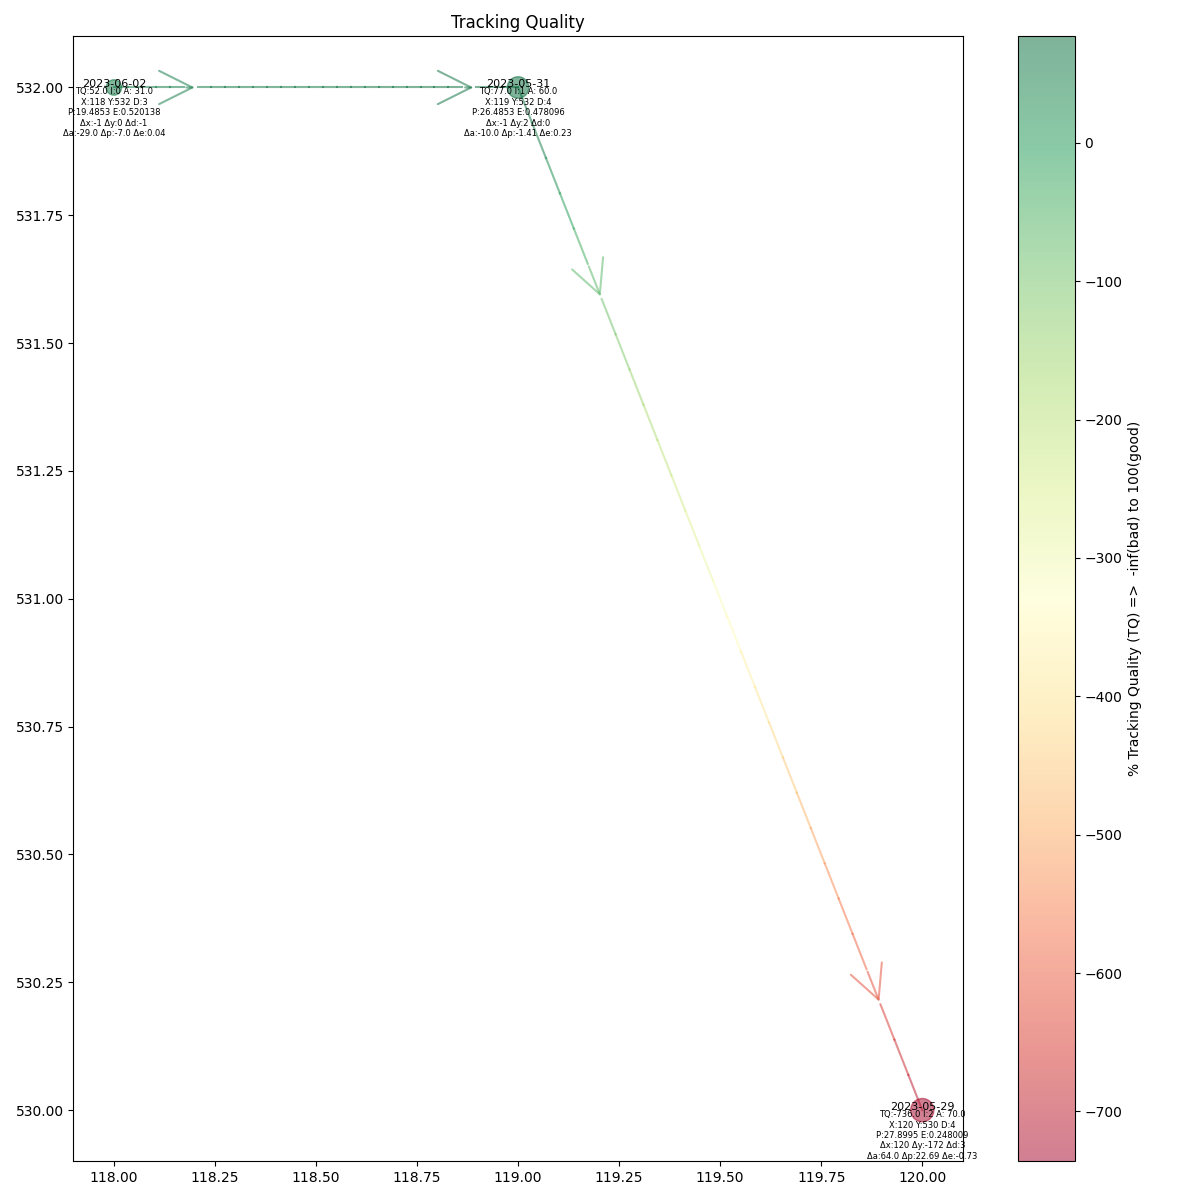 Tracking Quality
2023-06-02
TQ:52.0 I:0 A: 31.0
X:118 Y:532 D:3
P:19.4853 E:0.520138
Δx:-1 Δy:0 Δd:-1
Δa:-29.0 Δp:-7.0 Δe:0.04
2023-05-31
TQ:77.0 I:1 A: 60.0
X:119 Y:532 D:4
P:26.4853 E:0.478096
Δx:-1 Δy:2 Δd:0
Δa:-10.0 Δp:-1.41 Δe:0.23
2023-05-29
TQ:-736.0 I:2 A: 70.0
X:120 Y:530 D:4
P:27.8995 E:0.248009
Δx:120 Δy:-172 Δd:3
Δa:64.0 Δp:22.69 Δe:-0.73
532.00
531.75
531.50
531.25
531.00
530.75
530.50
530.25
530.00
118.00 118.25 118.50 118.75 119.00 119.25 119.50 119.75 120.00
0
−100
−200
−300
−400
−500
−600
−700
% Tracking Quality (TQ) => -inf(bad) to 100(good)